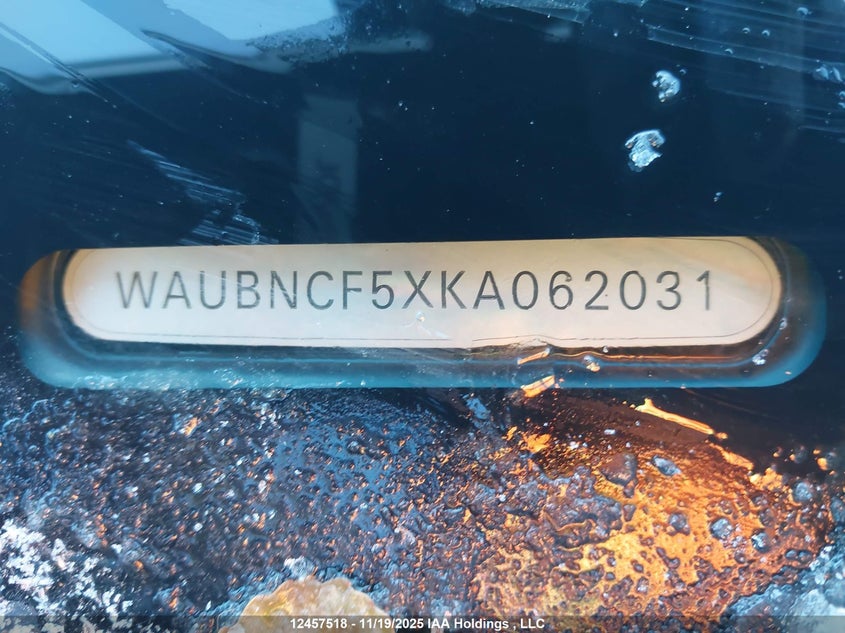 WAUBNCF5XKA062031
12457518 - 11/19/2025 IAA Holdings , LLC